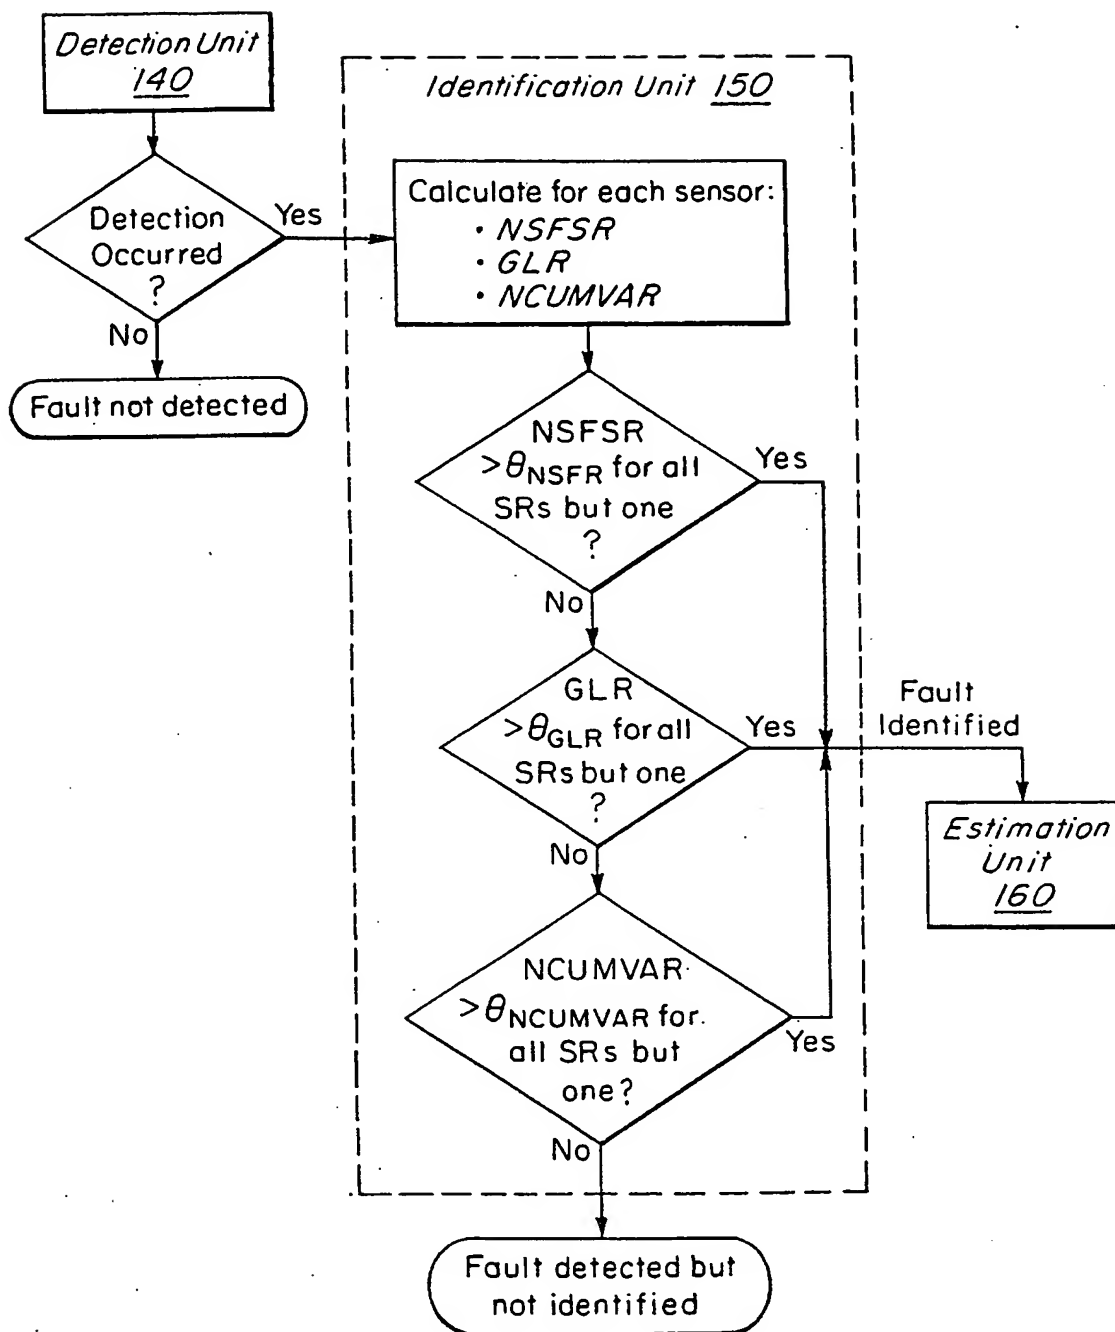 Detection Unit
140
Identification Unit 150
Detection
Occurred
?
Yes
No
Fault not detected
Calculate for each sensor:
• NSFSR
• GLR
• NCUMVAR
NSFSR
>θNSFR for all
SRs but one
?
Yes
No
GLR
>θGLR for all
SRs but one
?
Yes
No
Fault
Identified
Estimation
Unit
160
NCUMVAR
>θNCUMVAR for
all SRs but
one?
Yes
No
Fault detected but
not identified